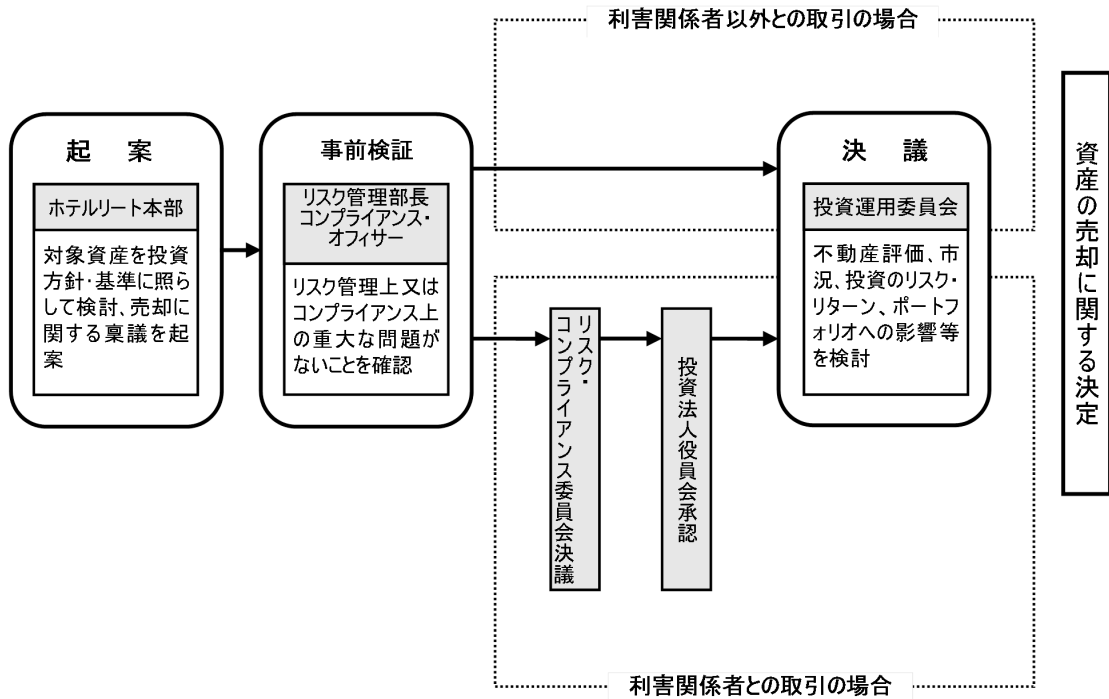 利害関係者以外との取引の場合
起　案
ホテルリート本部
対象資産を投資
方針・基準に照ら
して検討、売却に
関する稟議を起
案
事前検証
リスク管理部長
コンプライアンス・
オフィサー
リスク管理上又は
コンプライアンス上
の重大な問題が
ないことを確認
リスク・
コンプライアンス委員会決議
投資法人役員会承認
決　議
投資運用委員会
不動産評価、市
況、投資のリスク・
リターン、ポートフ
ォリオへの影響等
を検討
資産の売却に関する決定
利害関係者との取引の場合